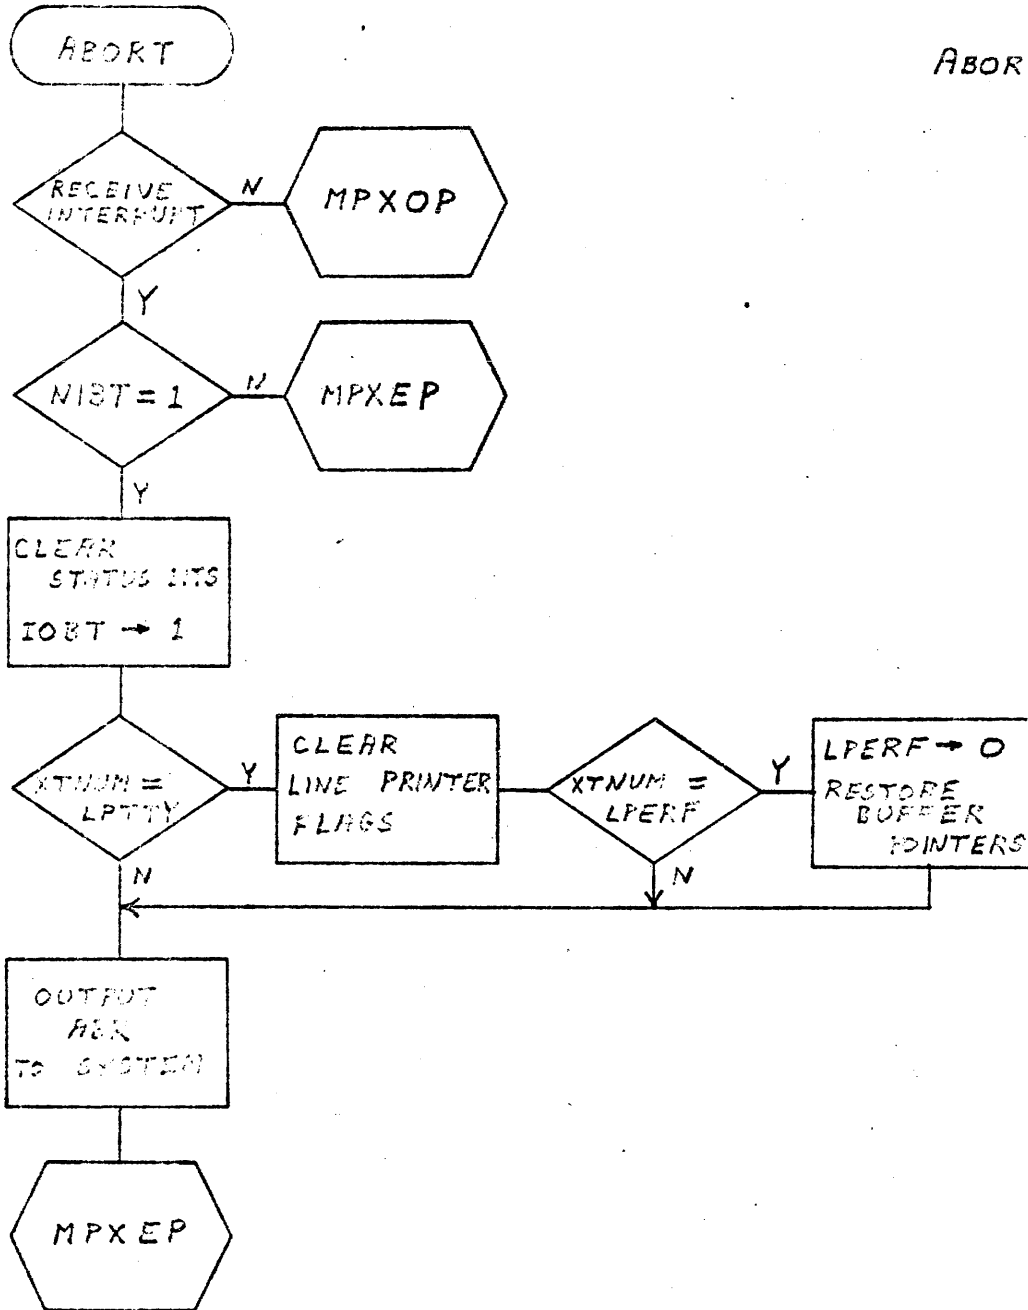 ABORT
ABOR
RECEIVE
INTERRUPT
N
MPXOP
Y
NIBT = 1
N
MPXEP
Y
CLEAR
STATUS BITS
IOBT → 1
XTNUM =
LPTTY
Y
CLEAR
LINE PRINTER
FLAGS
XTNUM =
LPERF
Y
LPERF → 0
RESTORE
BUFFER
POINTERS
N
N
OUTPUT
ABR
TO SYSTEM
MPXEP